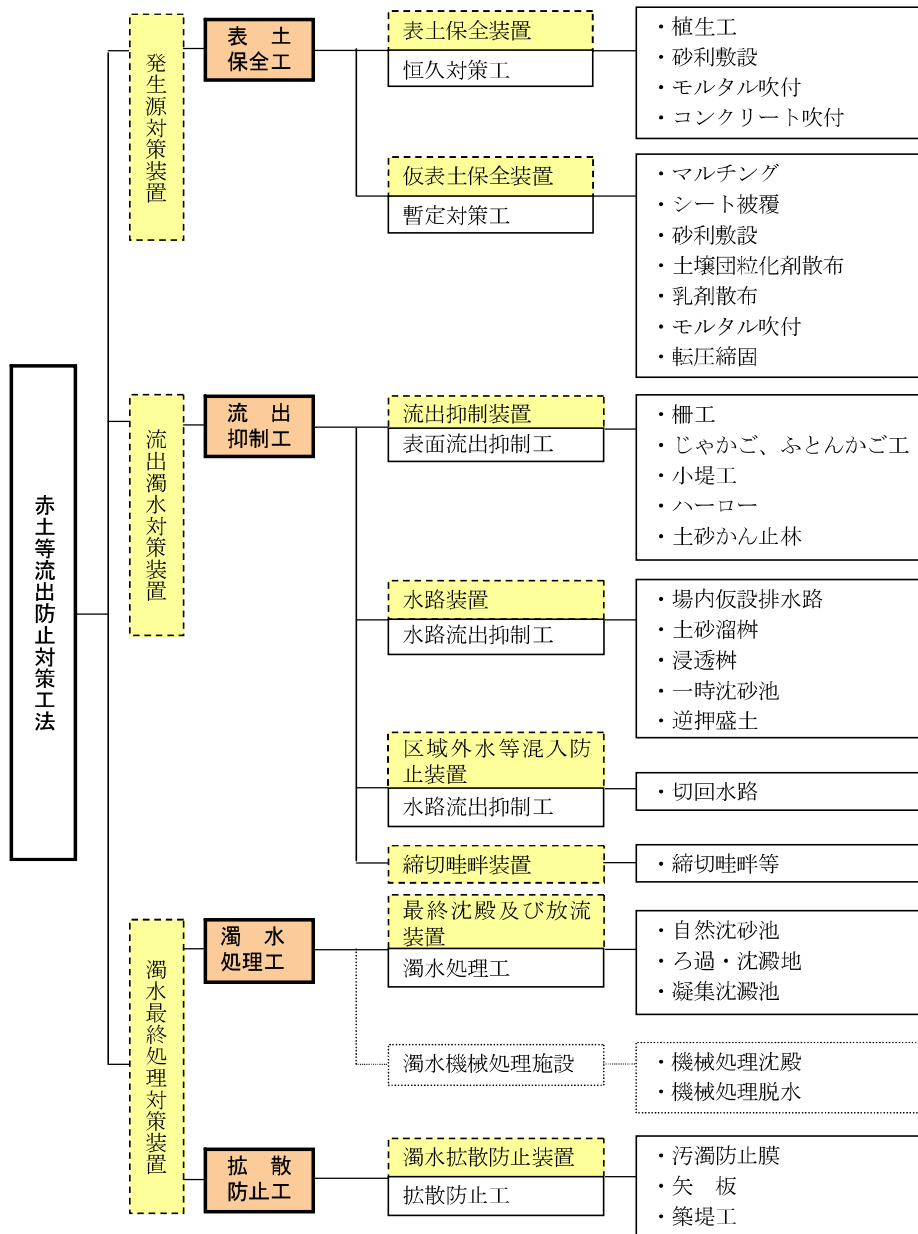 赤土等流出防止対策工法
発生源対策装置
表　土
保全工
表土保全装置
恒久対策工
・植生工
・砂利敷設
・モルタル吹付
・コンクリート吹付
仮表土保全装置
暫定対策工
・マルチング
・シート被覆
・砂利敷設
・土壌団粒化剤散布
・乳剤散布
・モルタル吹付
・転圧締固
流出濁水対策装置
流　出
抑制工
流出抑制装置
表面流出抑制工
・柵工
・じゃかご、ふとんかご工
・小堤工
・ハーロー
・土砂かん止林
水路装置
水路流出抑制工
・場内仮設排水路
・土砂溜桝
・浸透桝
・一時沈砂池
・逆押盛土
区域外水等混入防
止装置
水路流出抑制工
・切回水路
締切畦畔装置
・締切畦畔等
濁水最終処理対策装置
濁　水
処理工
最終沈殿及び放流
装置
濁水処理工
・自然沈砂池
・ろ過・沈澱地
・凝集沈澱池
濁水機械処理施設
・機械処理沈殿
・機械処理脱水
拡　散
防止工
濁水拡散防止装置
拡散防止工
・汚濁防止膜
・矢　板
・築堤工